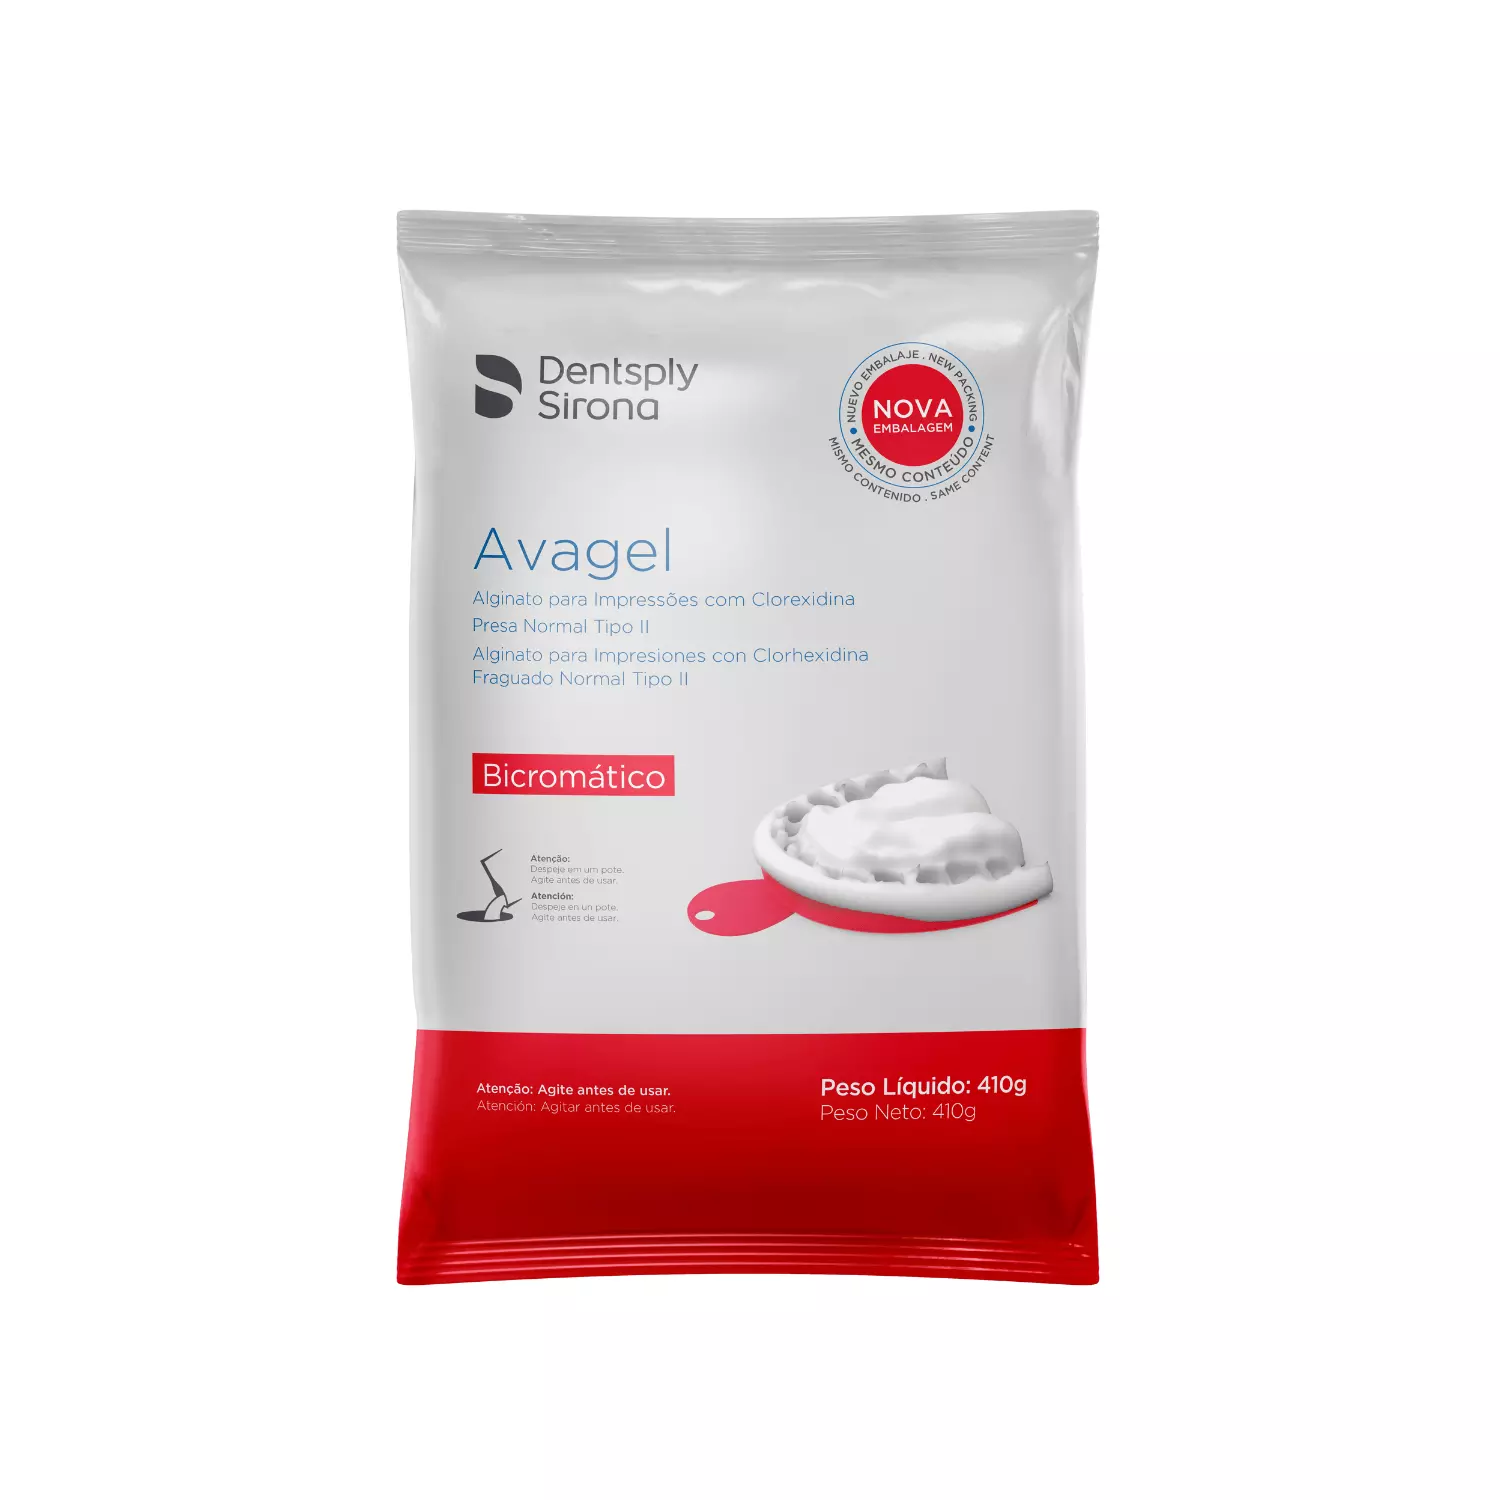 Dentsply
Sirona
NUEVO EMBALAJE . NEW PACKING
NOVA
EMBALAGEM
MESMO CONTEÚDO
MISMO CONTENIDO . SAME CONTENT
Avagel
Alginato para Impressões com Clorexidina
Presa Normal Tipo II
Alginato para Impresiones con Clorhexidina
Fraguado Normal Tipo II
Bicromático
Atenção:
Despeje em um pote.
Agite antes de usar.
Atención:
Despeje en un pote.
Agite antes de usar.
Atenção: Agite antes de usar.
Atención: Agitar antes de usar.
Peso Líquido: 410g
Peso Neto: 410g